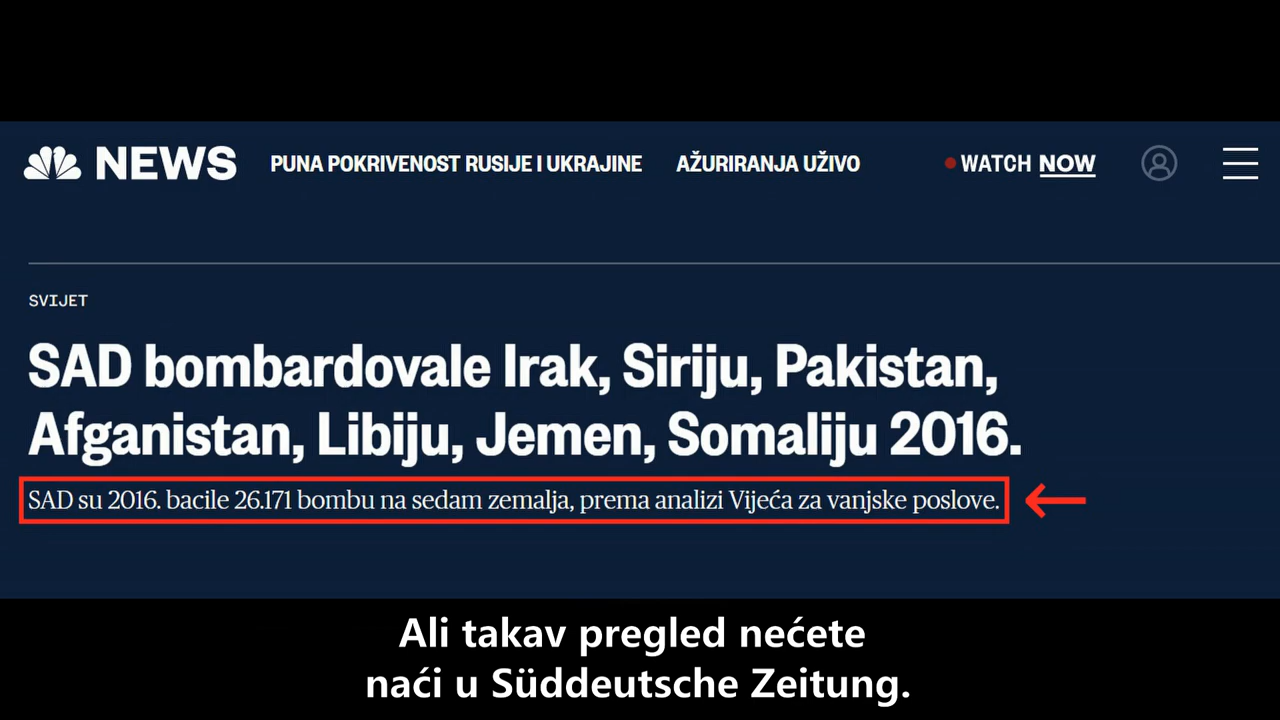 NEWS PUNA POKRIVENOST RUSIJE I UKRAJINE AŽURIRANJA UŽIVO WATCH NOW
SVIJET
SAD bombardovale Irak, Siriju, Pakistan,
Afganistan, Libiju, Jemen, Somaliju 2016.
SAD su 2016. bacile 26.171 bombu na sedam zemalja, prema analizi Vijeća za vanjske poslove.
Ali takav pregled nećete
naći u Süddeutsche Zeitung.